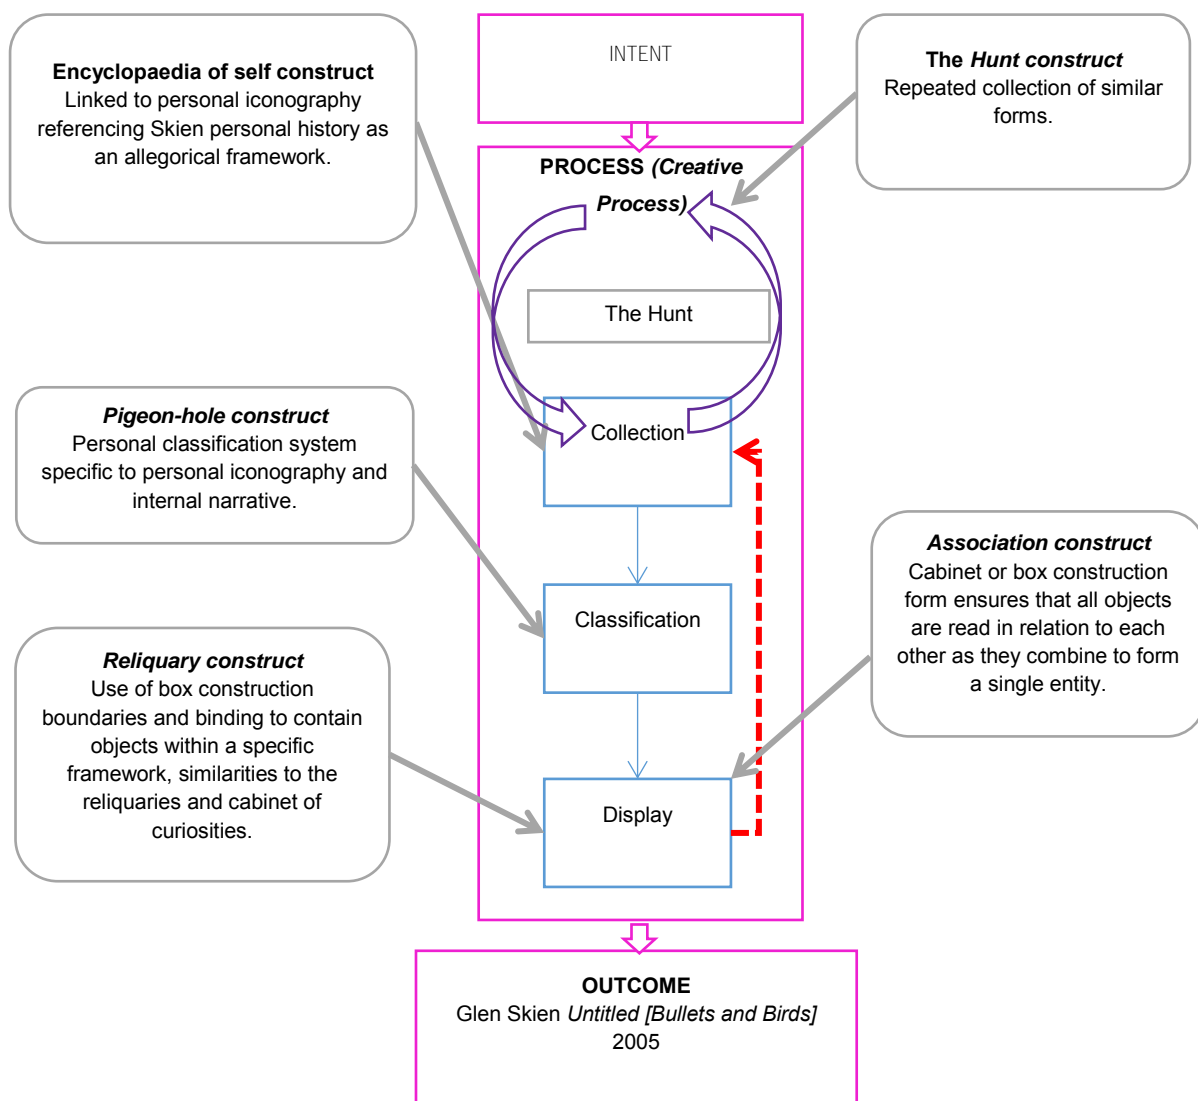 INTENT
Encyclopaedia of self construct
Linked to personal iconography
referencing Skien personal history as
an allegorical framework.
The Hunt construct
Repeated collection of similar
forms.
PROCESS (Creative
Process)
The Hunt
Collection
Pigeon-hole construct
Personal classification system
specific to personal iconography and
internal narrative.
Association construct
Cabinet or box construction
form ensures that all objects
are read in relation to each
other as they combine to form
a single entity.
Classification
Reliquary construct
Use of box construction
boundaries and binding to contain
objects within a specific
framework, similarities to the
reliquaries and cabinet of
curiosities.
Display
OUTCOME
Glen Skien Untitled [Bullets and Birds]
2005